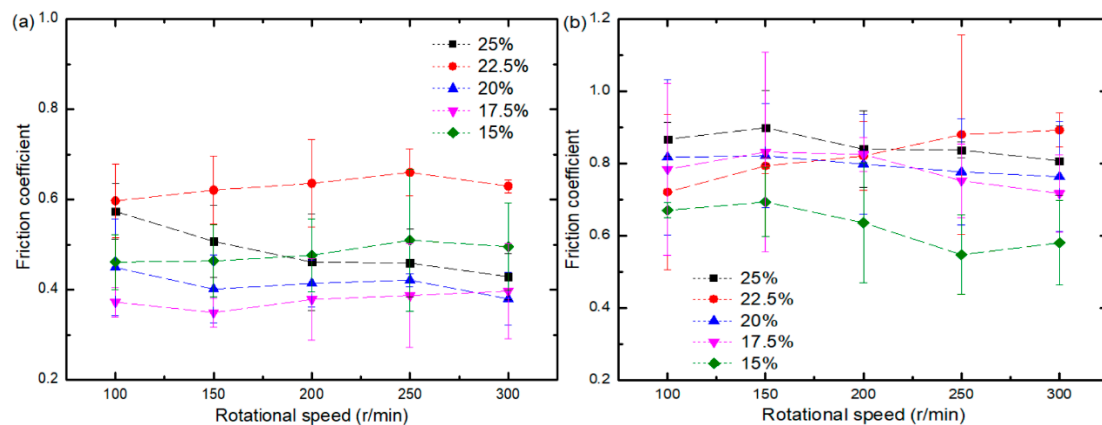 (a)
1.0
0.8
0.6
0.4
0.2
Friction coefficient
25%
22.5%
20%
17.5%
15%
100 150 200 250 300
Rotational speed (r/min)
(b)
1.2
1.0
0.8
0.6
0.4
0.2
Friction coefficient
25%
22.5%
20%
17.5%
15%
100 150 200 250 300
Rotational speed (r/min)